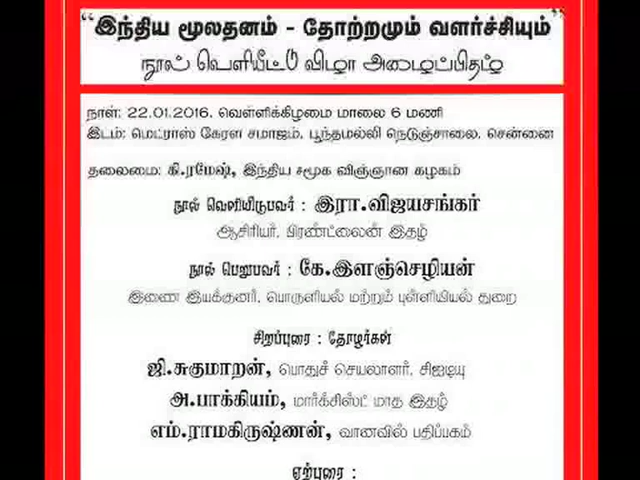 “இந்திய மூலதனம் - தோற்றமும் வளர்ச்சியும்”
நூல் வெளியீட்டு விழா அழைப்பிதழ்
நாள்: 22.01.2016, வெள்ளிக்கிழமை மாலை 6 மணி
இடம்: மெட்ராஸ் கேரள சமாஜம், பூந்தமல்லி நெடுஞ்சாலை, சென்னை
தலைமை: கி.ரமேஷ், இந்திய சமூக விஞ்ஞான கழகம்
நூல் வெளியிடுபவர் : இரா.விஜயசங்கர்
ஆசிரியர், பிரண்ட்லைன் இதழ்
நூல் பெறுபவர் : கே.இளஞ்செழியன்
இணை இயக்குனர், பொருளியல் மற்றும் புள்ளியியல் துறை
சிறப்புரை : தோழர்கள்
ஜி.சுகுமாறன், பொதுச் செயலாளர், சிஐடியு
அ.பாக்கியம், மார்க்சிஸ்ட் மாத இதழ்
எம்.ராமகிருஷ்ணன், வானவில் பதிப்பகம்
ஏற்புரை :